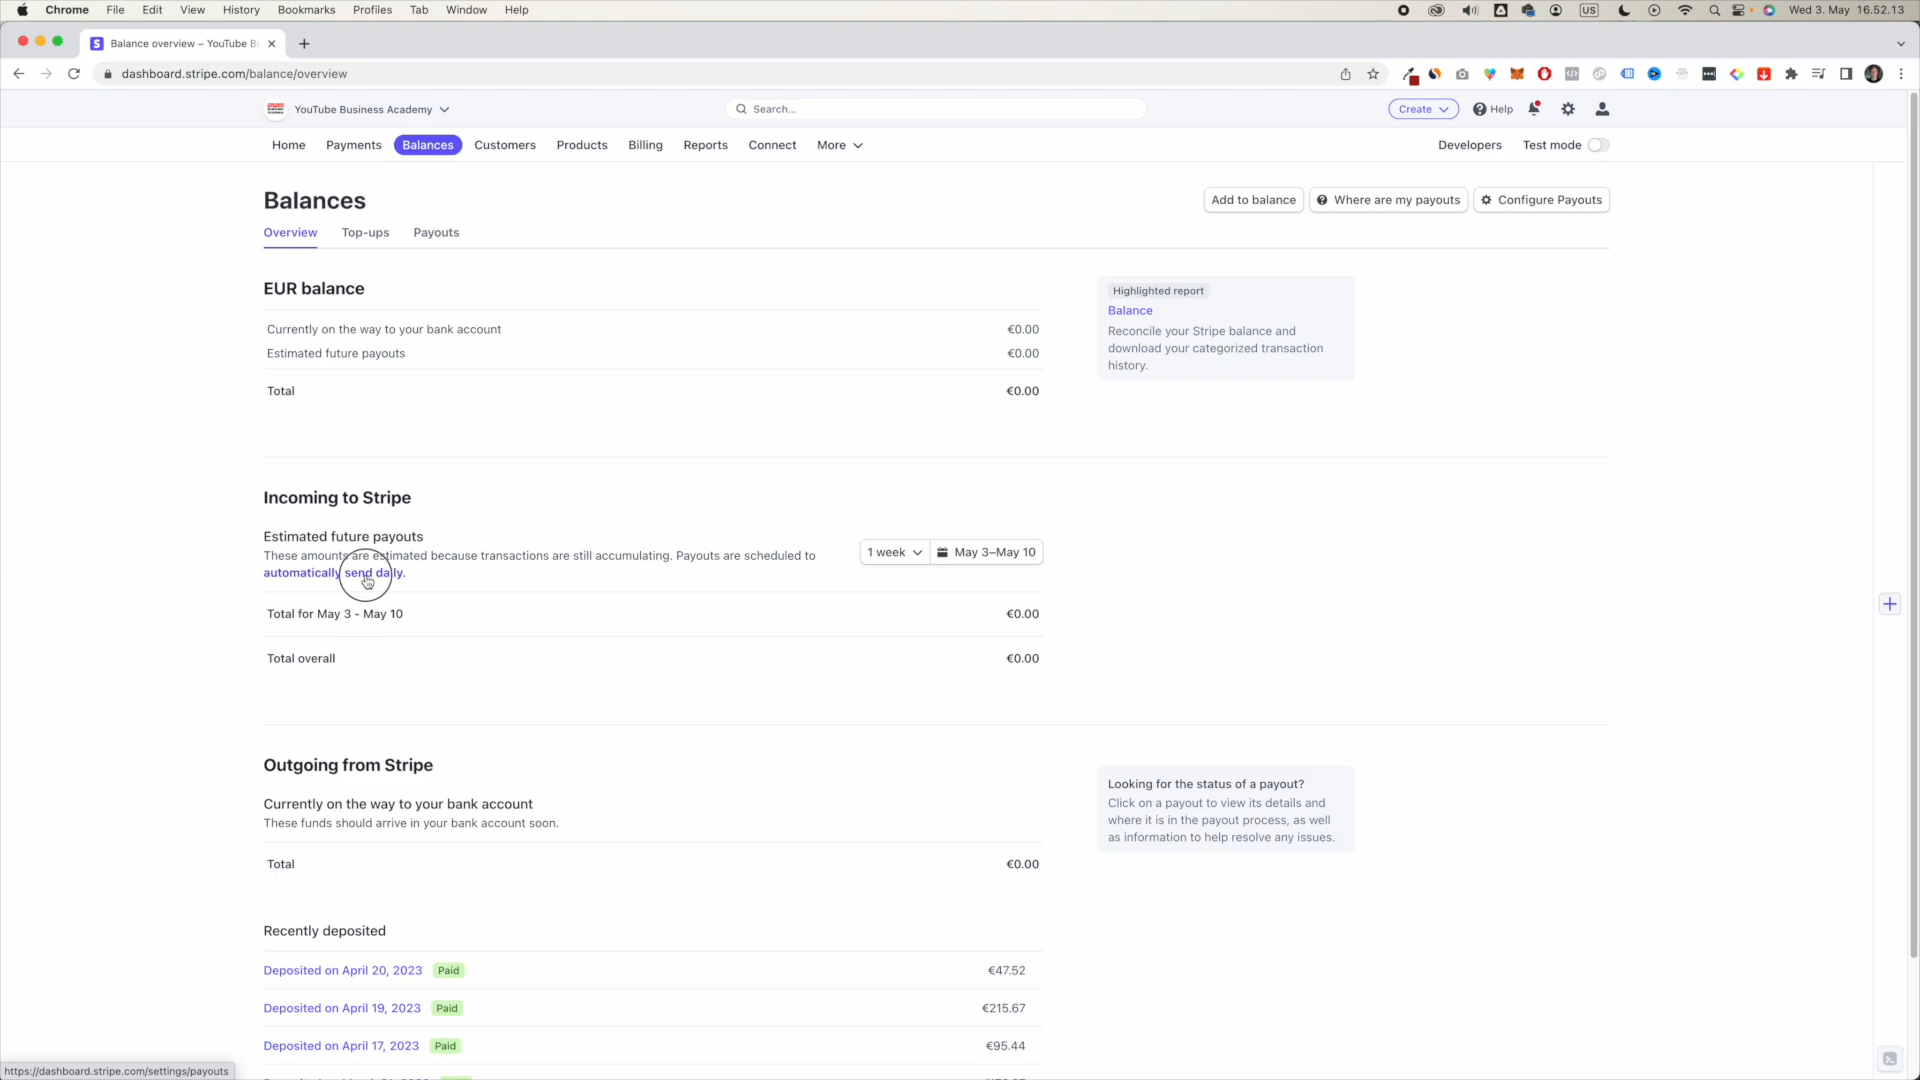 Chrome File Edit View History Bookmarks Profiles Tab Window Help
US
Wed 3. May 16.52.13
S Balance overview – YouTube B
dashboard.stripe.com/balance/overview
YouTube Business Academy
Search...
Create
Help
Home Payments Balances Customers Products Billing Reports Connect More
Developers Test mode
Balances
Add to balance
Where are my payouts
Configure Payouts
Overview Top-ups Payouts
EUR balance
Currently on the way to your bank account €0.00
Estimated future payouts €0.00
Total €0.00
Highlighted report
Balance
Reconcile your Stripe balance and
download your categorized transaction
history.
Incoming to Stripe
Estimated future payouts
These amounts are estimated because transactions are still accumulating. Payouts are scheduled to
automatically send daily.
1 week May 3–May 10
Total for May 3 - May 10 €0.00
Total overall €0.00
Outgoing from Stripe
Currently on the way to your bank account
These funds should arrive in your bank account soon.
Total €0.00
Looking for the status of a payout?
Click on a payout to view its details and
where it is in the payout process, as well
as information to help resolve any issues.
Recently deposited
Deposited on April 20, 2023 Paid €47.52
Deposited on April 19, 2023 Paid €215.67
Deposited on April 17, 2023 Paid €95.44
https://dashboard.stripe.com/settings/payouts